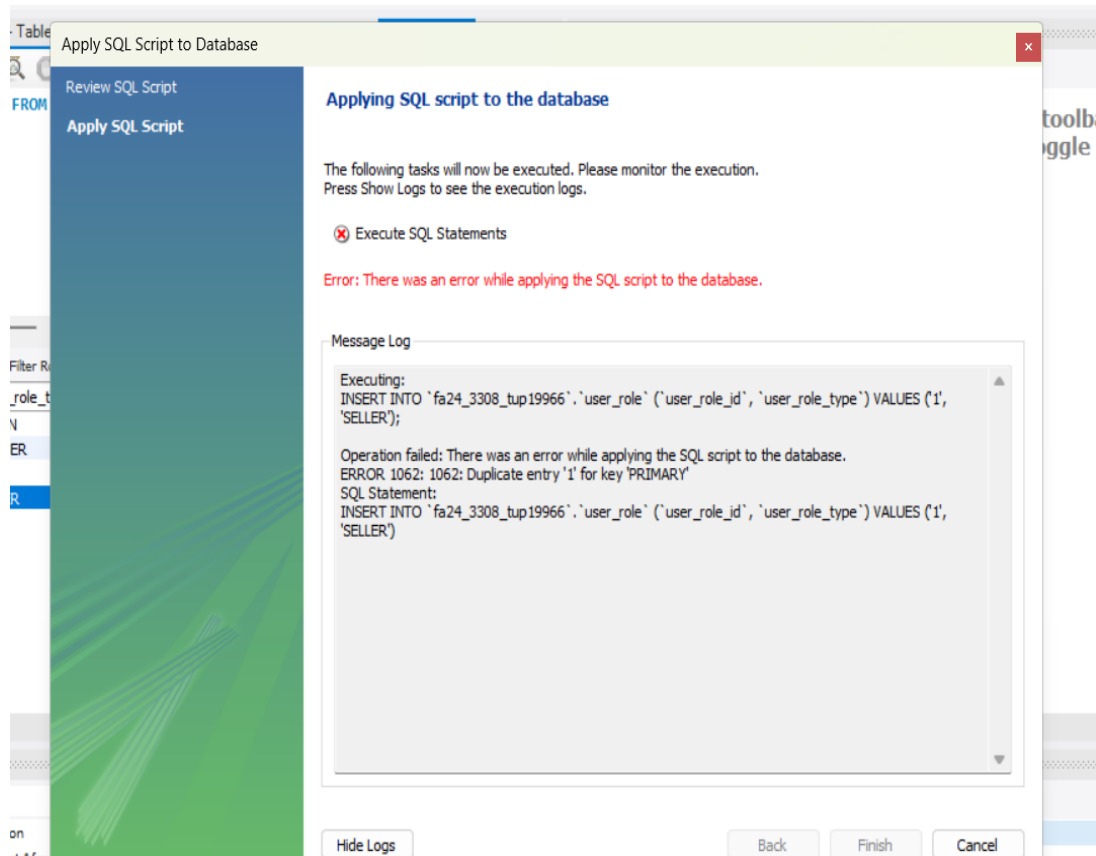 - Table
Apply SQL Script to Database
x
FROM
Review SQL Script
Apply SQL Script
Applying SQL script to the database
The following tasks will now be executed. Please monitor the execution.
Press Show Logs to see the execution logs.
Execute SQL Statements
Error: There was an error while applying the SQL script to the database.
Message Log
Executing:
INSERT INTO `fa24_3308_tup19966`.`user_role` (`user_role_id`, `user_role_type`) VALUES ('1',
'SELLER');
Operation failed: There was an error while applying the SQL script to the database.
ERROR 1062: 1062: Duplicate entry '1' for key 'PRIMARY'
SQL Statement:
INSERT INTO `fa24_3308_tup19966`.`user_role` (`user_role_id`, `user_role_type`) VALUES ('1',
'SELLER')
Filter Ro
_role_t
N
ER
R
on
toolba
oggle
Hide Logs
Back
Finish
Cancel